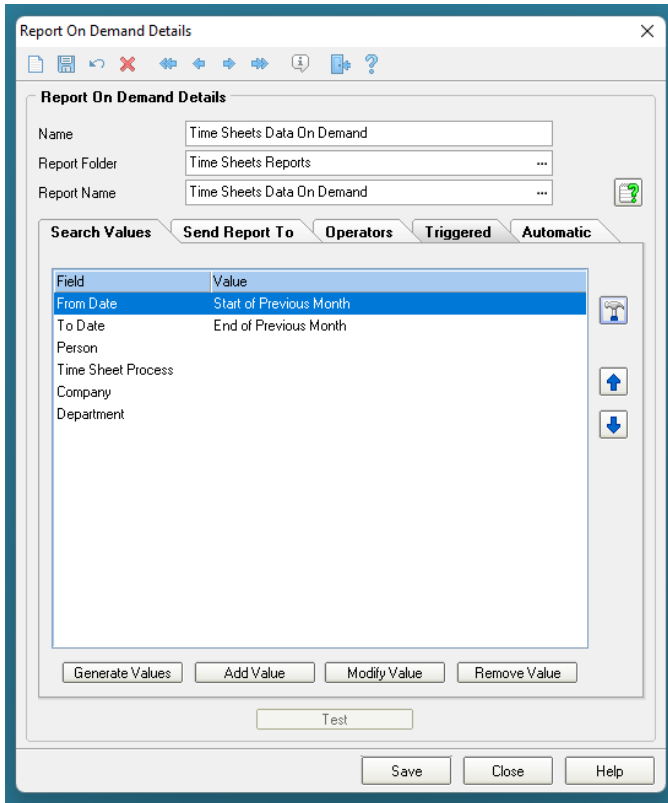 Report On Demand Details
Report On Demand Details
Name Time Sheets Data On Demand
Report Folder Time Sheets Reports ...
Report Name Time Sheets Data On Demand ...
Search Values Send Report To Operators Triggered Automatic
Field Value
From Date Start of Previous Month
To Date End of Previous Month
Person
Time Sheet Process
Company
Department
Generate Values Add Value Modify Value Remove Value
Test
Save Close Help